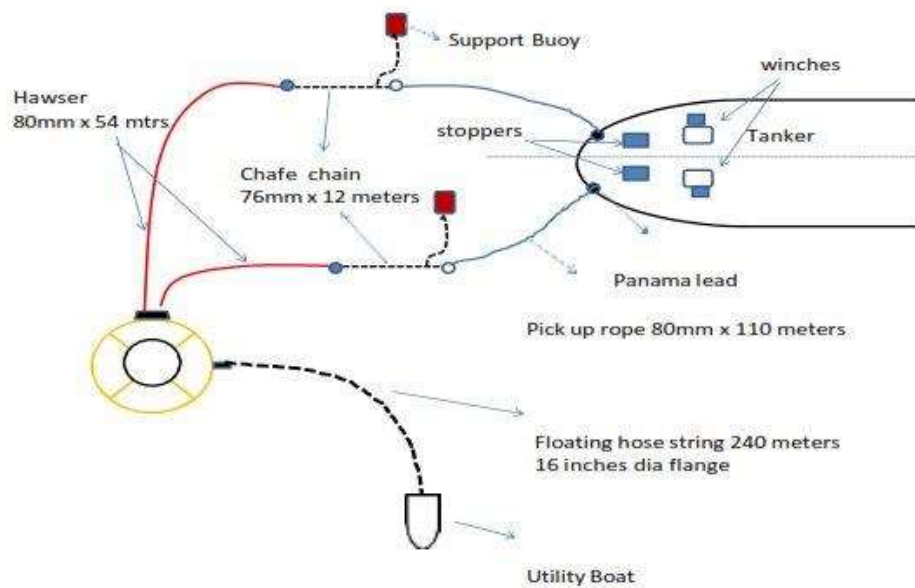 Support Buoy
winches
Hawser
80mm x 54 mtrs
stoppers
Tanker
Chafe chain
76mm x 12 meters
Panama lead
Pick up rope 80mm x 110 meters
Floating hose string 240 meters
16 inches dia flange
Utility Boat